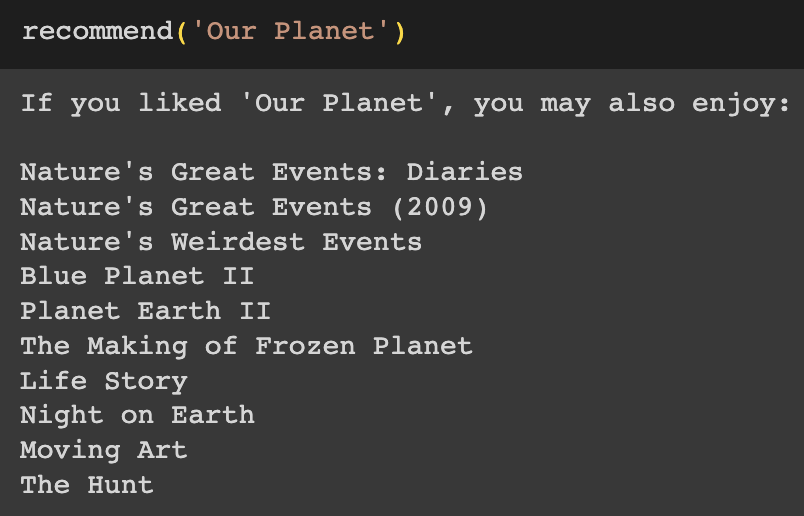 recommend('Our Planet')
If you liked 'Our Planet', you may also enjoy:
Nature's Great Events: Diaries
Nature's Great Events (2009)
Nature's Weirdest Events
Blue Planet II
Planet Earth II
The Making of Frozen Planet
Life Story
Night on Earth
Moving Art
The Hunt